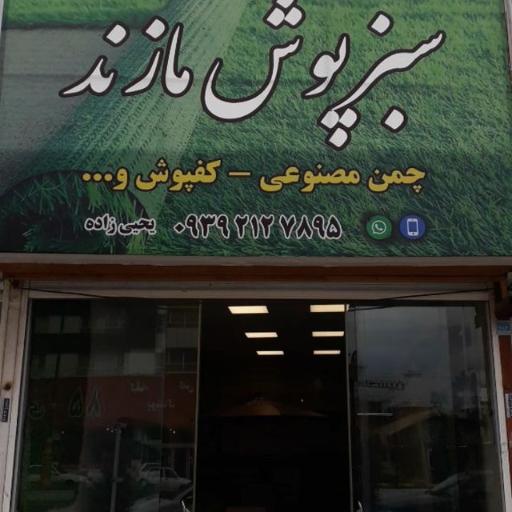 سبزپوش مازند
چمن مصنوعی - کفپوش و...
۰۹۳۹ ۲۱۲ ۷۸۹۵ یحیی زاده